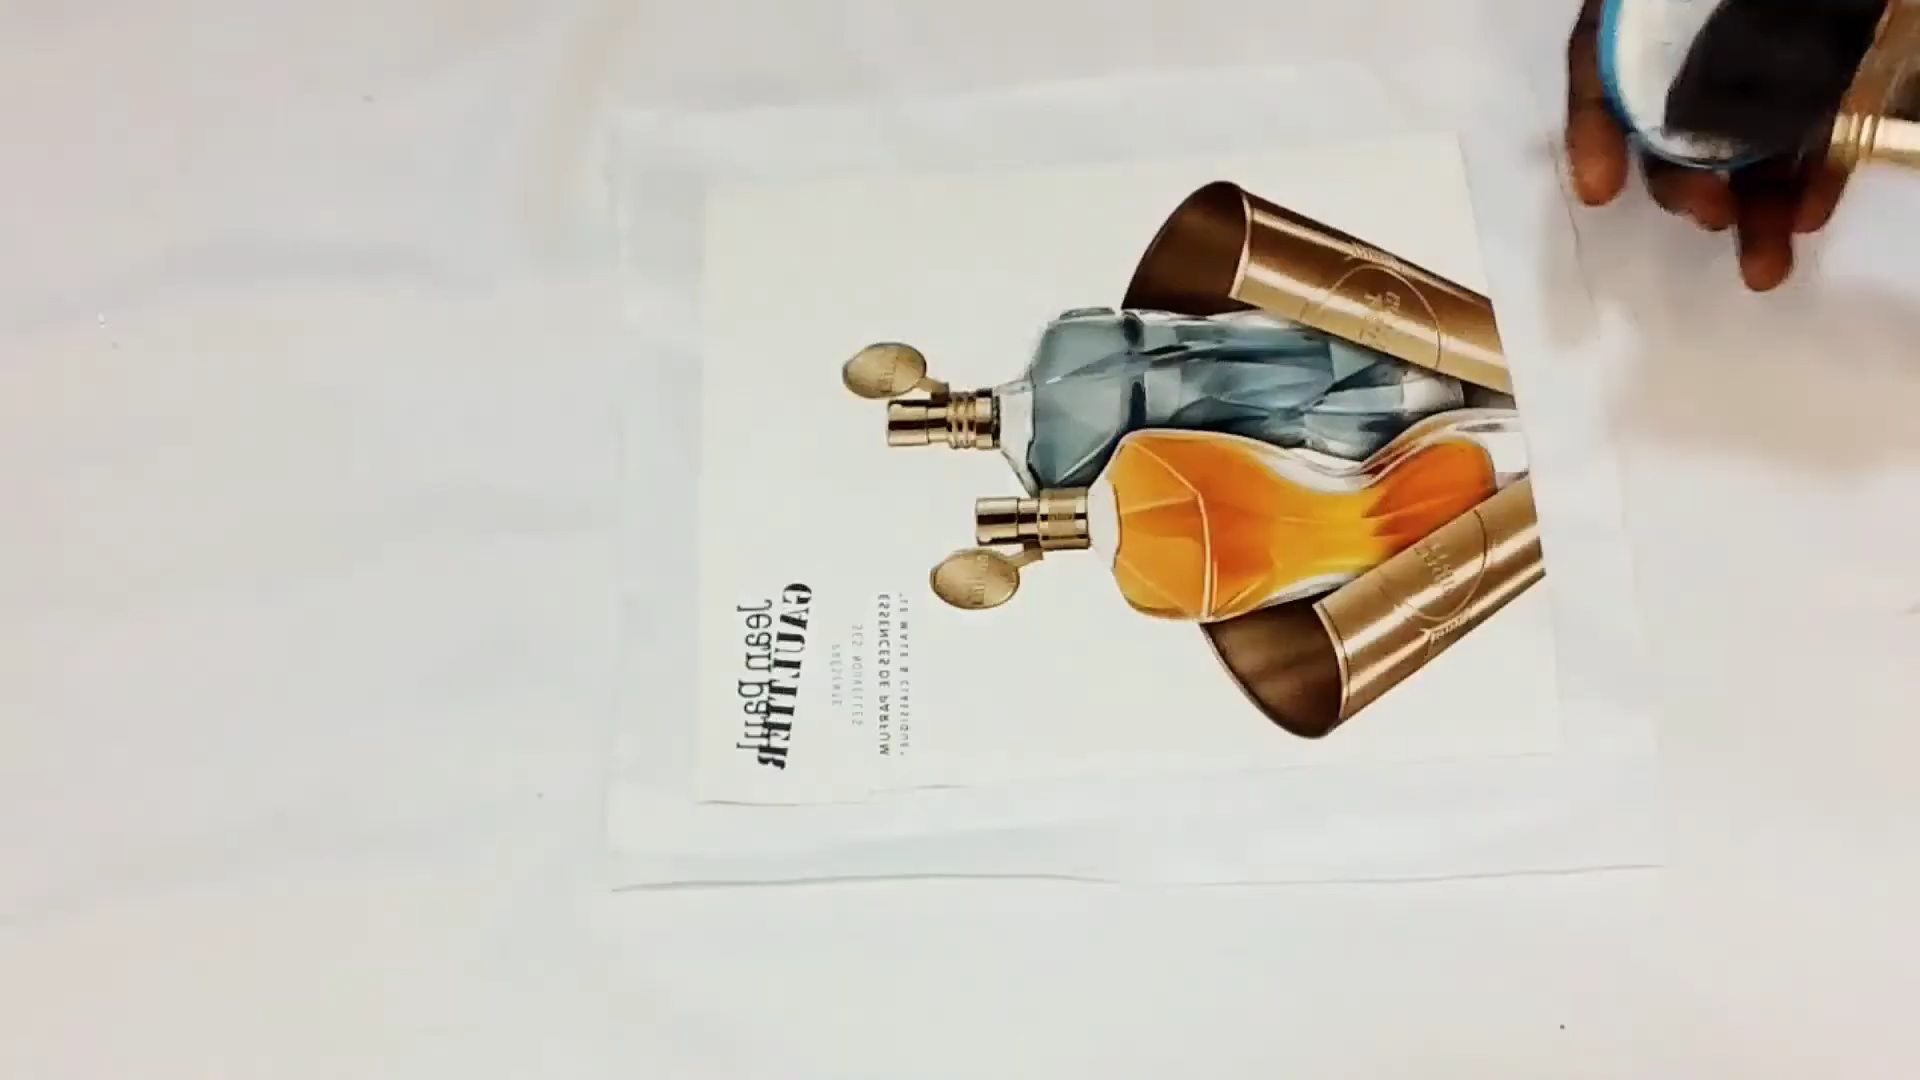 Jean Paul
GAULTIER
PRÉSENTE
SES NOUVELLES
ESSENCES DE PARFUM
"LE MALE & CLASSIQUE"